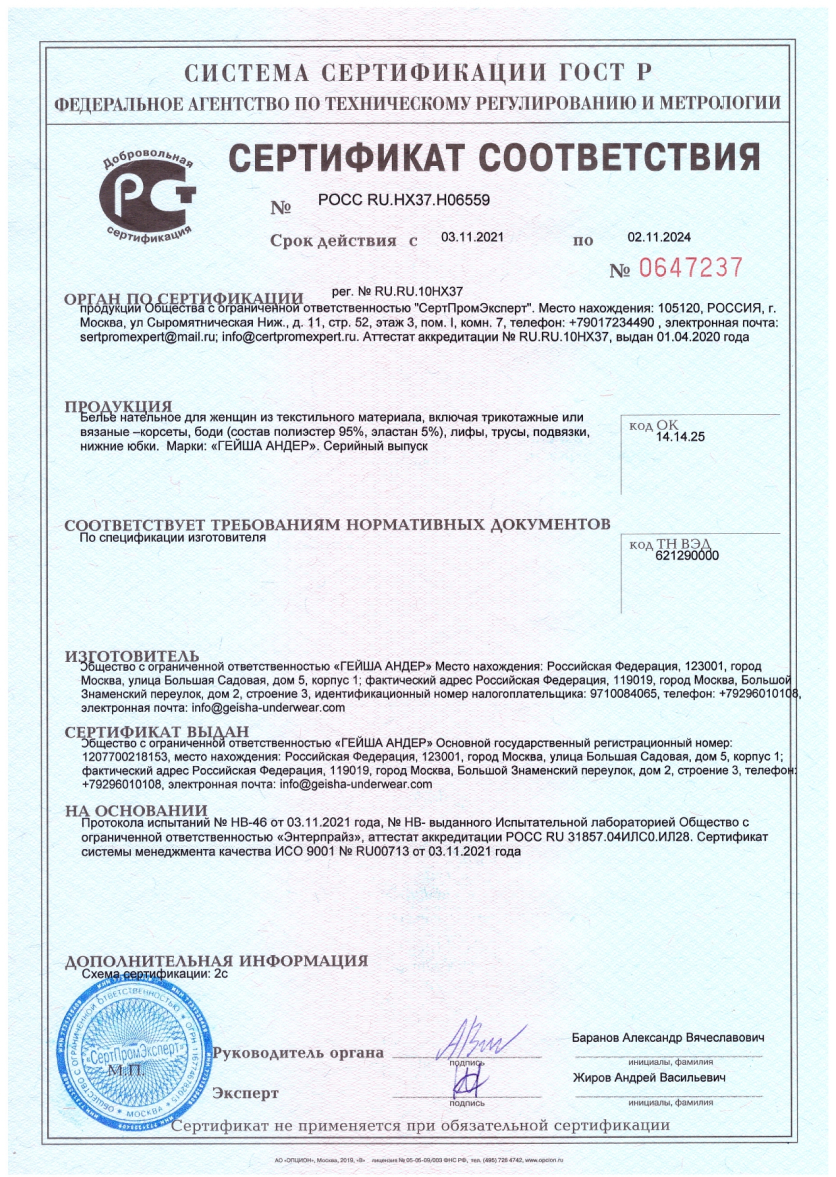 СИСТЕМА СЕРТИФИКАЦИИ ГОСТ Р
ФЕДЕРАЛЬНОЕ АГЕНТСТВО ПО ТЕХНИЧЕСКОМУ РЕГУЛИРОВАНИЮ И МЕТРОЛОГИИ
Добровольная
РСТ
сертификация
СЕРТИФИКАТ СООТВЕТСТВИЯ
№ РОСС RU.НХ37.Н06559
Срок действия с 03.11.2021 по 02.11.2024
№ 0647237
ОРГАН ПО СЕРТИФИКАЦИИ рег. № RU.RU.10НХ37
продукции Общества с ограниченной ответственностью "СертПромЭксперт". Место нахождения: 105120, РОССИЯ, г.
Москва, ул Сыромятническая Ниж., д. 11, стр. 52, этаж 3, пом. I, комн. 7, телефон: +79017234490 , электронная почта:
sertpromexpert@mail.ru; info@certpromexpert.ru. Аттестат аккредитации № RU.RU.10НХ37, выдан 01.04.2020 года
ПРОДУКЦИЯ
Белье нательное для женщин из текстильного материала, включая трикотажные или
вязаные –корсеты, боди (состав полиэстер 95%, эластан 5%), лифы, трусы, подвязки,
нижние юбки. Марки: «ГЕЙША АНДЕР». Серийный выпуск
код ОК
14.14.25
СООТВЕТСТВУЕТ ТРЕБОВАНИЯМ НОРМАТИВНЫХ ДОКУМЕНТОВ
По спецификации изготовителя
код ТН ВЭД
621290000
ИЗГОТОВИТЕЛЬ
Общество с ограниченной ответственностью «ГЕЙША АНДЕР» Место нахождения: Российская Федерация, 123001, город
Москва, улица Большая Садовая, дом 5, корпус 1; фактический адрес Российская Федерация, 119019, город Москва, Большой
Знаменский переулок, дом 2, строение 3, идентификационный номер налогоплательщика: 9710084065, телефон: +79296010108,
электронная почта: info@geisha-underwear.com
СЕРТИФИКАТ ВЫДАН
Общество с ограниченной ответственностью «ГЕЙША АНДЕР» Основной государственный регистрационный номер:
1207700218153, место нахождения: Российская Федерация, 123001, город Москва, улица Большая Садовая, дом 5, корпус 1;
фактический адрес Российская Федерация, 119019, город Москва, Большой Знаменский переулок, дом 2, строение 3, телефон:
+79296010108, электронная почта: info@geisha-underwear.com
НА ОСНОВАНИИ
Протокола испытаний № НВ-46 от 03.11.2021 года, № НВ- выданного Испытательной лабораторией Общество с
ограниченной ответственностью «Энтерпрайз», аттестат аккредитации РОСС RU 31857.04ИЛС0.ИЛ28. Сертификат
системы менеджмента качества ИСО 9001 № RU00713 от 03.11.2021 года
ДОПОЛНИТЕЛЬНАЯ ИНФОРМАЦИЯ
Схема сертификации: 2с
ОБЩЕСТВО С ОГРАНИЧЕННОЙ ОТВЕТСТВЕННОСТЬЮ
«СертПромЭксперт»
МОСКВА
М.П.
Руководитель органа
подпись
Баранов Александр Вячеславович
инициалы, фамилия
Эксперт
подпись
Жиров Андрей Васильевич
инициалы, фамилия
Сертификат не применяется при обязательной сертификации
АО «ОПЦИОН», Москва, 2019, «В» лицензия № 05-05-09/003 ФНС РФ, тел. (495) 726 4742, www.opcion.ru